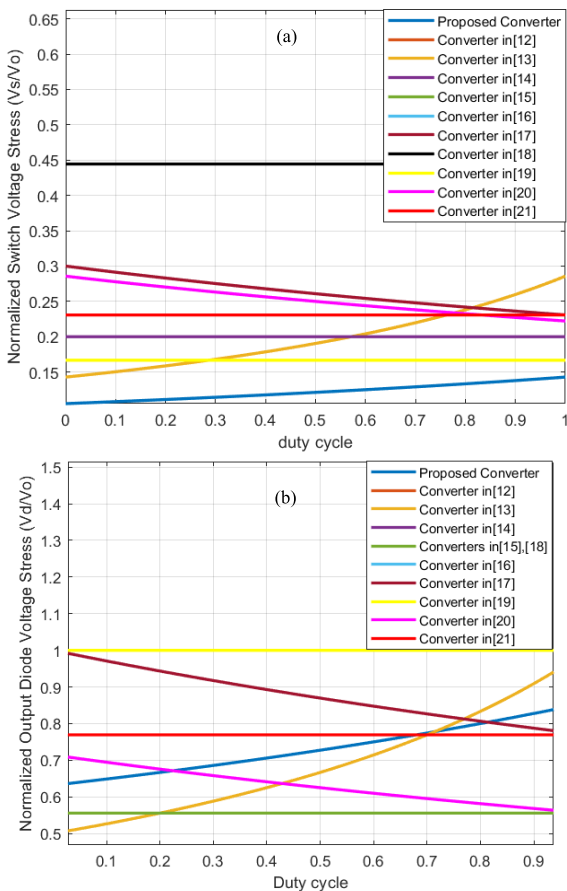 (a)
Normalized Switch Voltage Stress (Vs/Vo)
0.65
0.6
0.55
0.5
0.45
0.4
0.35
0.3
0.25
0.2
0.15
Proposed Converter
Converter in[12]
Converter in[13]
Converter in[14]
Converter in[15]
Converter in[16]
Converter in[17]
Converter in[18]
Converter in[19]
Converter in[20]
Converter in[21]
0 0.1 0.2 0.3 0.4 0.5 0.6 0.7 0.8 0.9 1
duty cycle
(b)
Normalized Output Diode Voltage Stress (Vd/Vo)
1.5
1.4
1.3
1.2
1.1
1
0.9
0.8
0.7
0.6
0.5
Proposed Converter
Converter in[12]
Converter in[13]
Converter in[14]
Converters in[15],[18]
Converter in[16]
Converter in[17]
Converter in[19]
Converter in[20]
Converter in[21]
0.1 0.2 0.3 0.4 0.5 0.6 0.7 0.8 0.9
Duty cycle